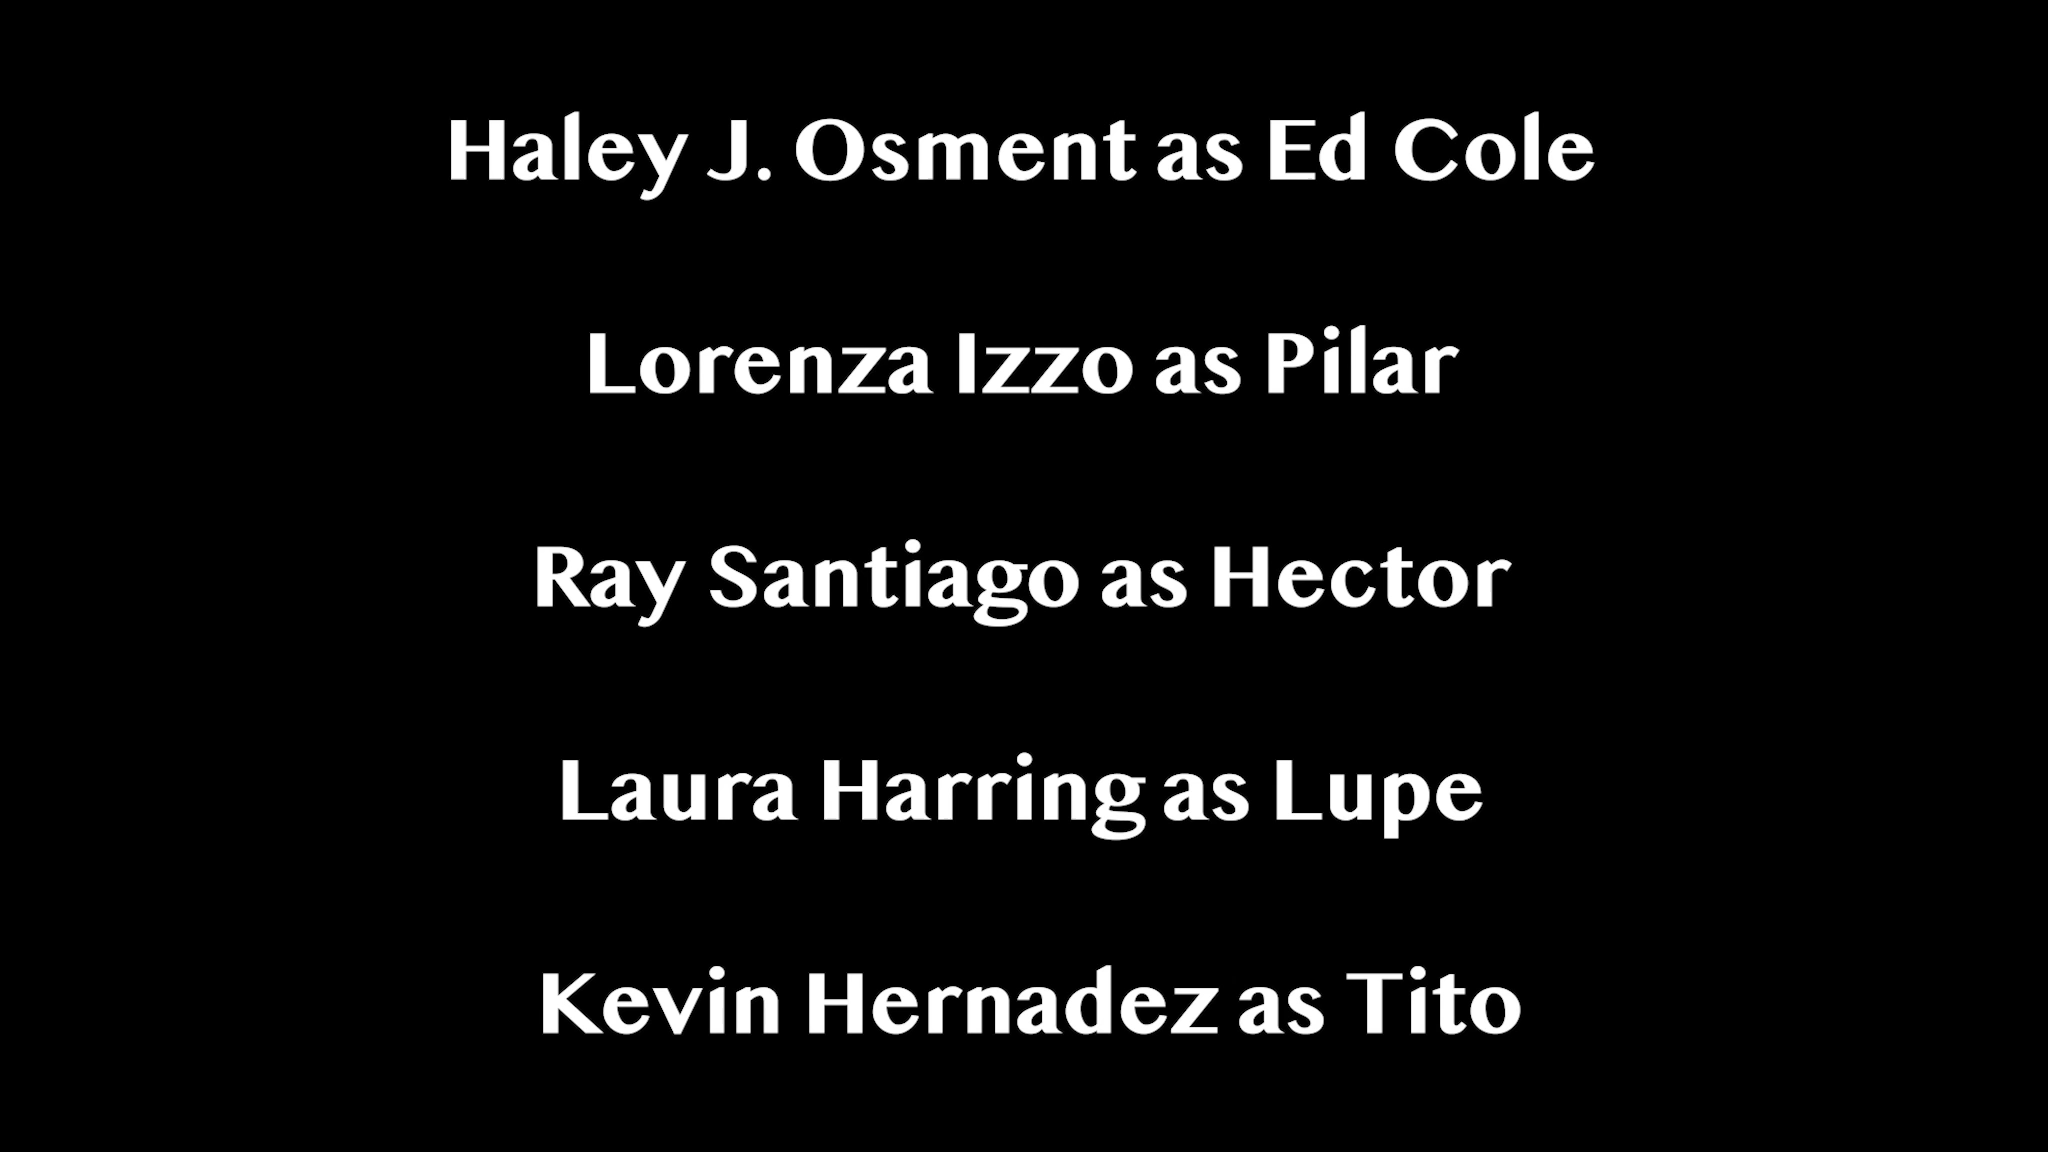 Haley J. Osment as Ed Cole
Lorenza Izzo as Pilar
Ray Santiago as Hector
Laura Harring as Lupe
Kevin Hernadez as Tito